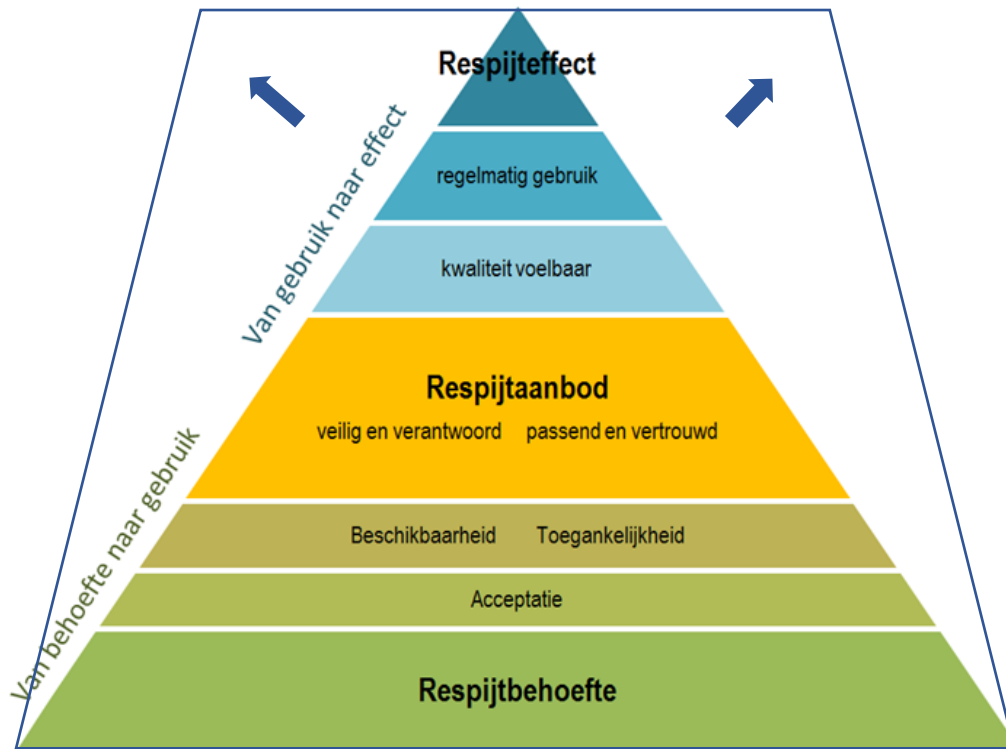 Respijteffect
regelmatig gebruik
kwaliteit voelbaar
Van gebruik naar effect
Respijtaanbod
veilig en verantwoord passend en vertrouwd
Beschikbaarheid Toegankelijkheid
Acceptatie
Respijtbehoefte
Van behoefte naar gebruik